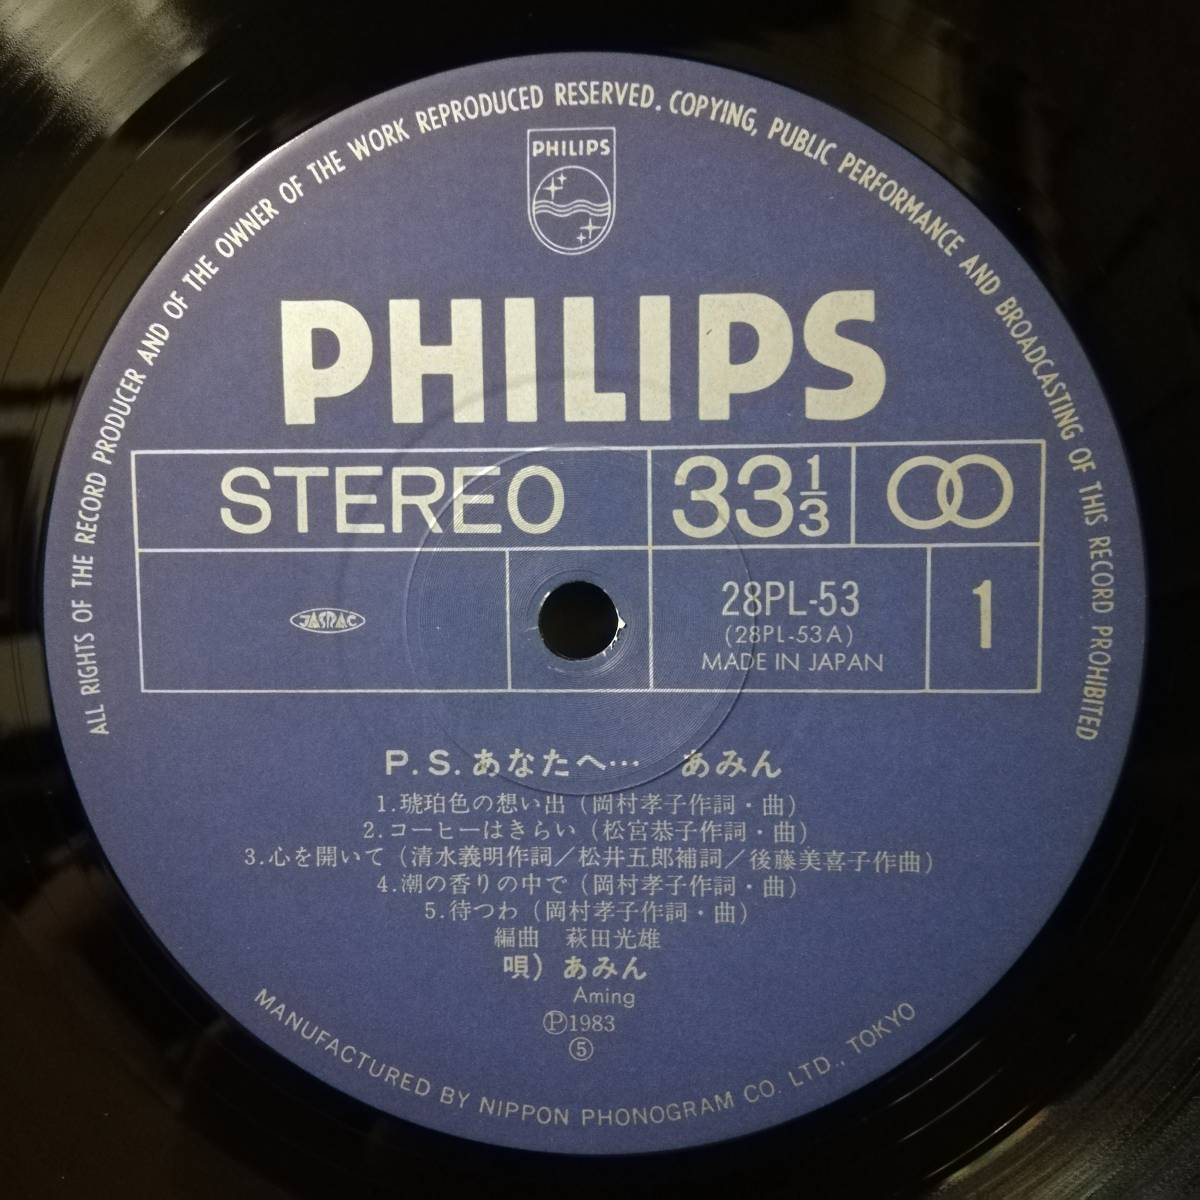 ALL RIGHTS OF THE RECORD PRODUCER AND OF THE OWNER OF THE WORK REPRODUCED RESERVED. COPYING, PUBLIC PERFORMANCE AND BROADCASTING OF THIS RECORD PROHIBITED
PHILIPS
PHILIPS
STEREO
33 1/3
JASRAC
28PL-53
(28PL-53A)
MADE IN JAPAN
1
P.S.あなたへ… あみん
1.琥珀色の想い出（岡村孝子作詞・曲）
2.コーヒーはきらい（松宮恭子作詞・曲）
3.心を開いて（清水義明作詞／松井五郎補詞／後藤美喜子作曲）
4.潮の香りの中で（岡村孝子作詞・曲）
5.待つわ（岡村孝子作詞・曲）
編曲 萩田光雄
唄）あみん
Aming
Ⓟ1983
⑤
MANUFACTURED BY NIPPON PHONOGRAM CO. LTD., TOKYO